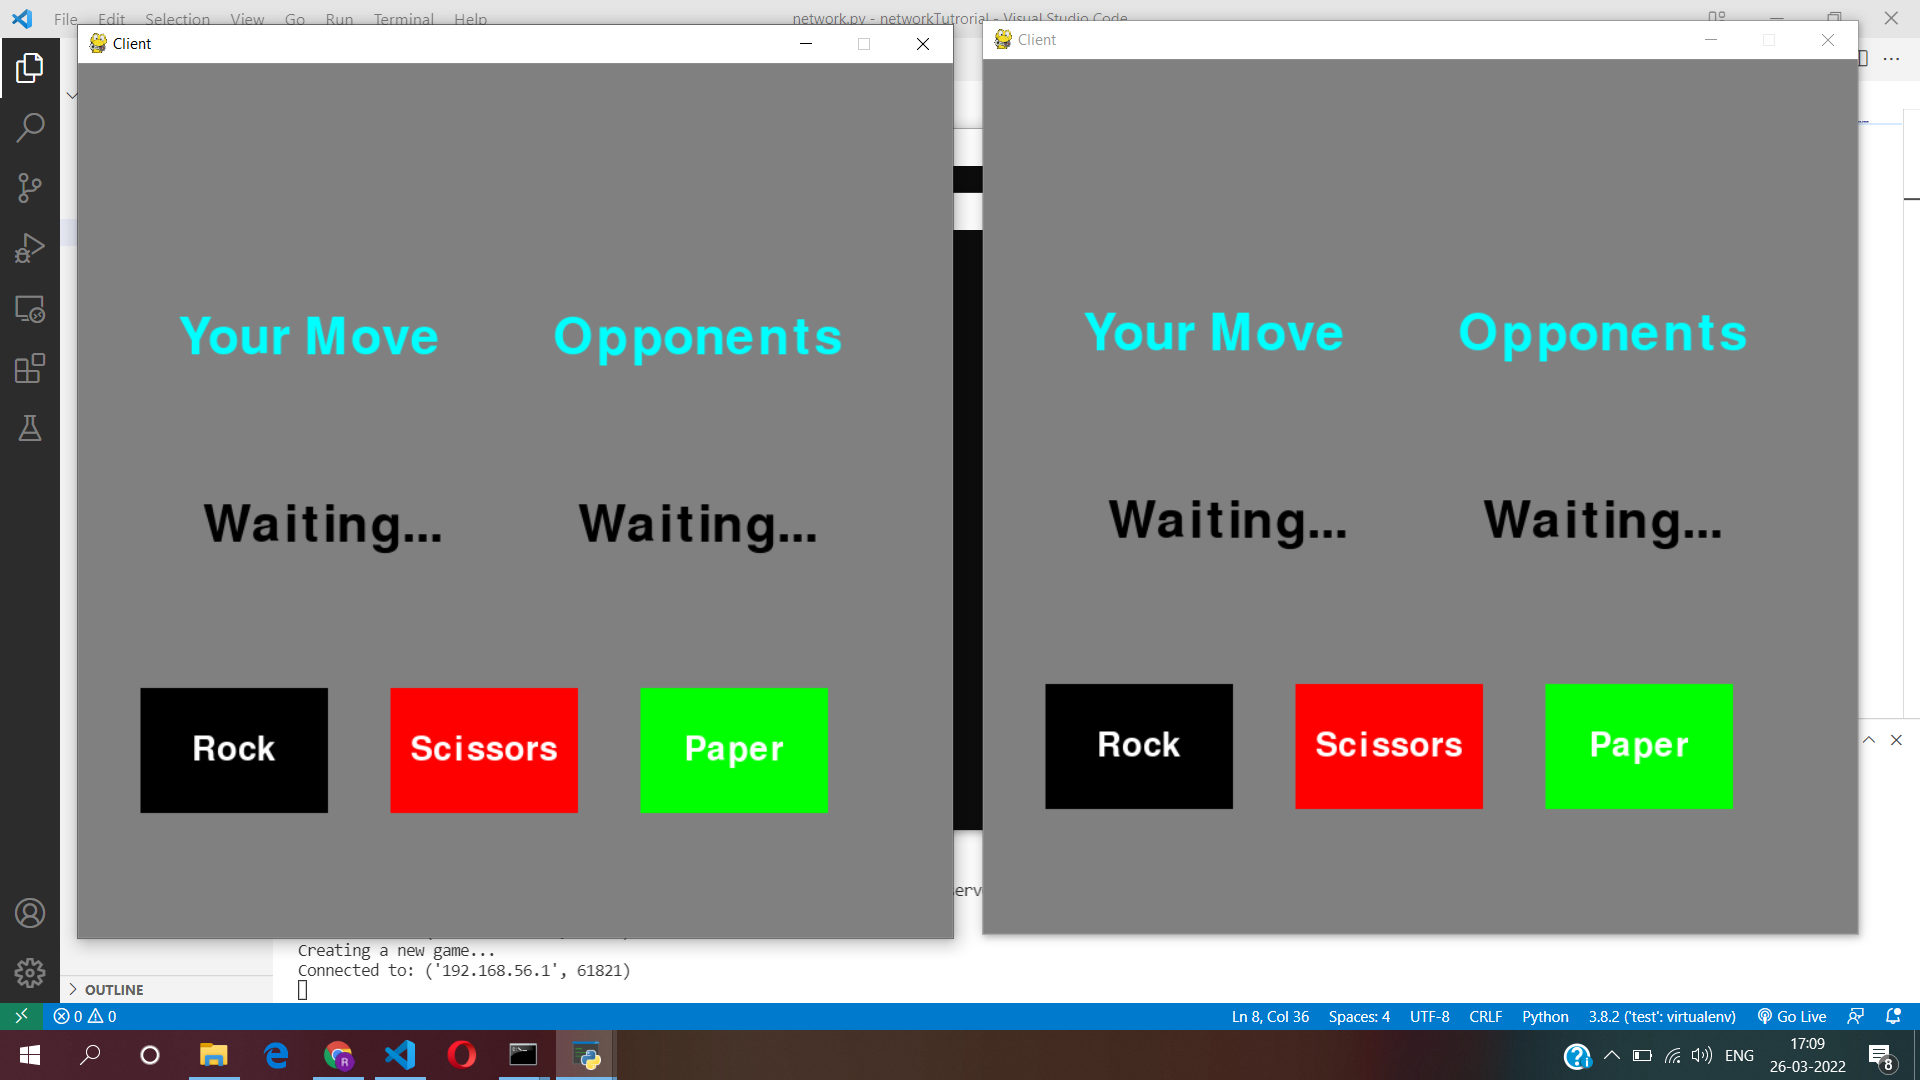 File Edit Selection View Go Run Terminal Help
network.py - networkTutrorial - Visual Studio Code
Client
Your Move Opponents
Waiting... Waiting...
Rock Scissors Paper
Client
Your Move Opponents
Waiting... Waiting...
Rock Scissors Paper
Creating a new game...
Connected to: ('192.168.56.1', 61821)
OUTLINE
0 0
Ln 8, Col 36 Spaces: 4 UTF-8 CRLF Python 3.8.2 ('test': virtualenv) Go Live
ENG
17:09
26-03-2022
8